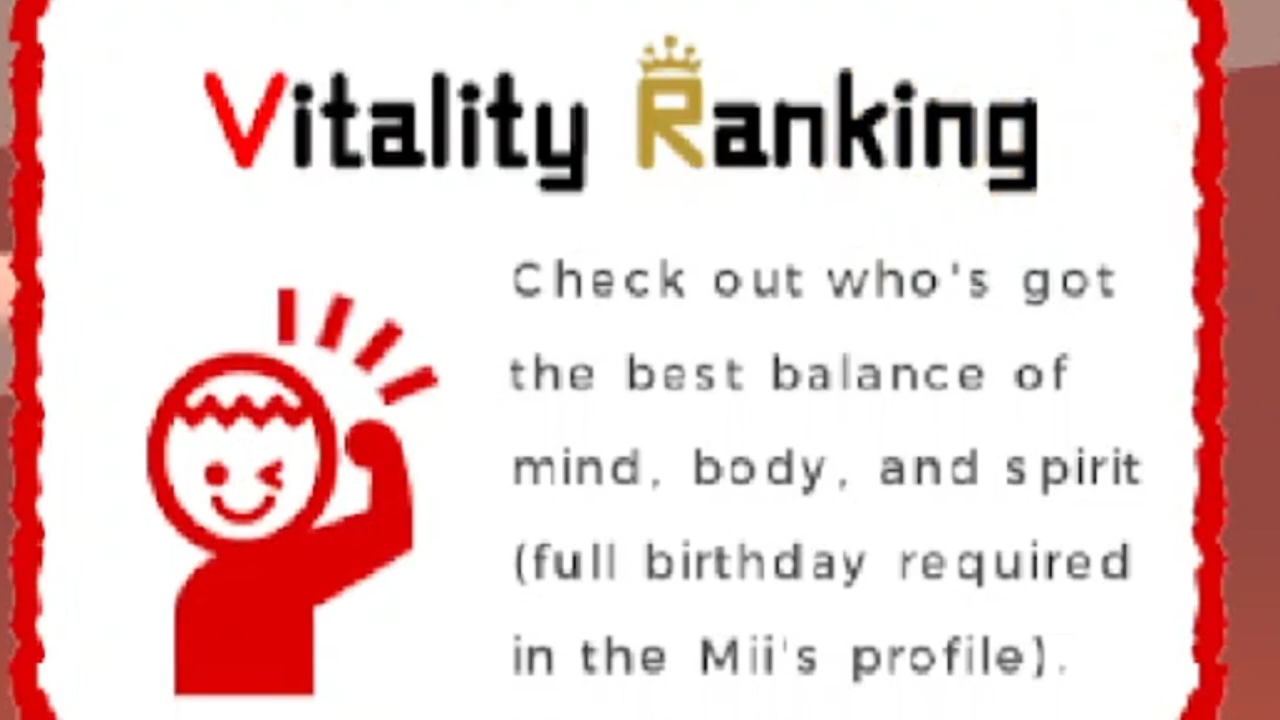 Vitality Ranking
Check out who's got
the best balance of
mind, body, and spirit
(full birthday required
in the Mii's profile).